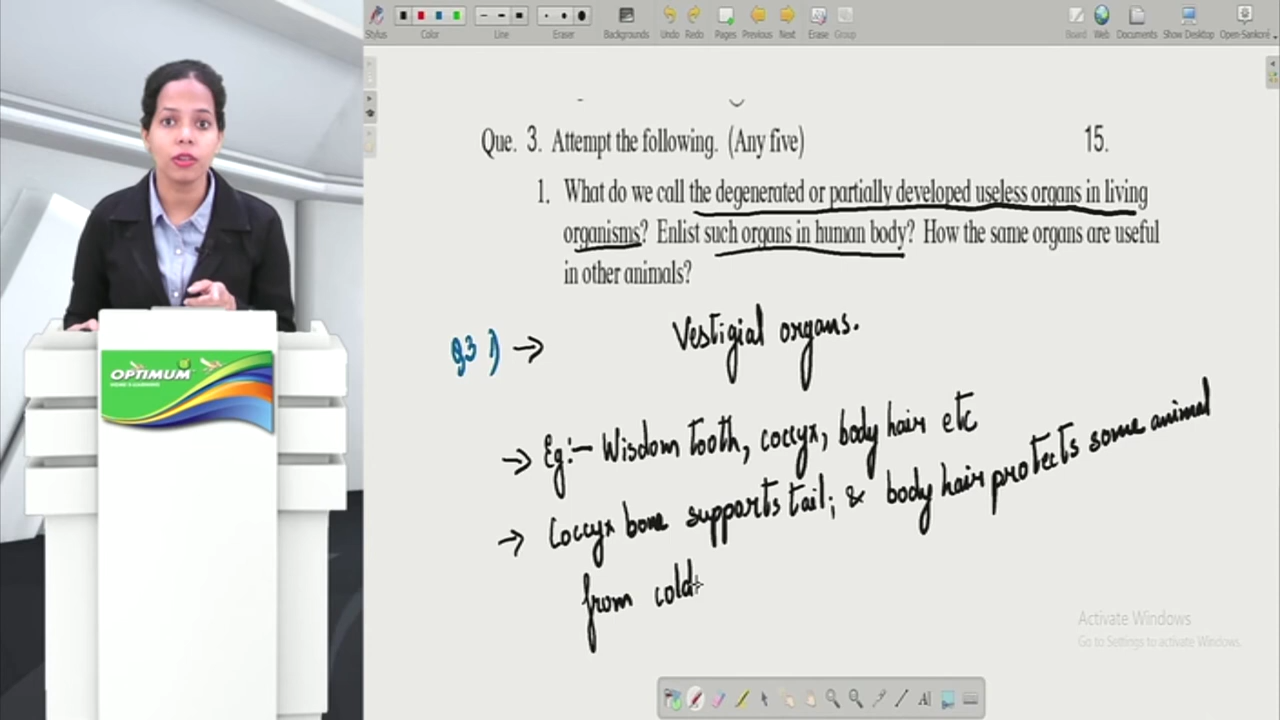 Stylus Color Line Eraser Backgrounds Undo Redo Pages Previous Next Erase Group Board Web Documents Show Desktop Open-Sankoré
Que. 3. Attempt the following. (Any five) 15.
1. What do we call the degenerated or partially developed useless organs in living
organisms? Enlist such organs in human body? How the same organs are useful
in other animals?
Q3 1) → Vestigial organs.
→ Eg:- Wisdom tooth, coccyx, body hair etc
→ Coccyx bone supports tail; & body hair protects some animal
from cold
OPTIMUM
Activate Windows
Go to Settings to activate Windows.